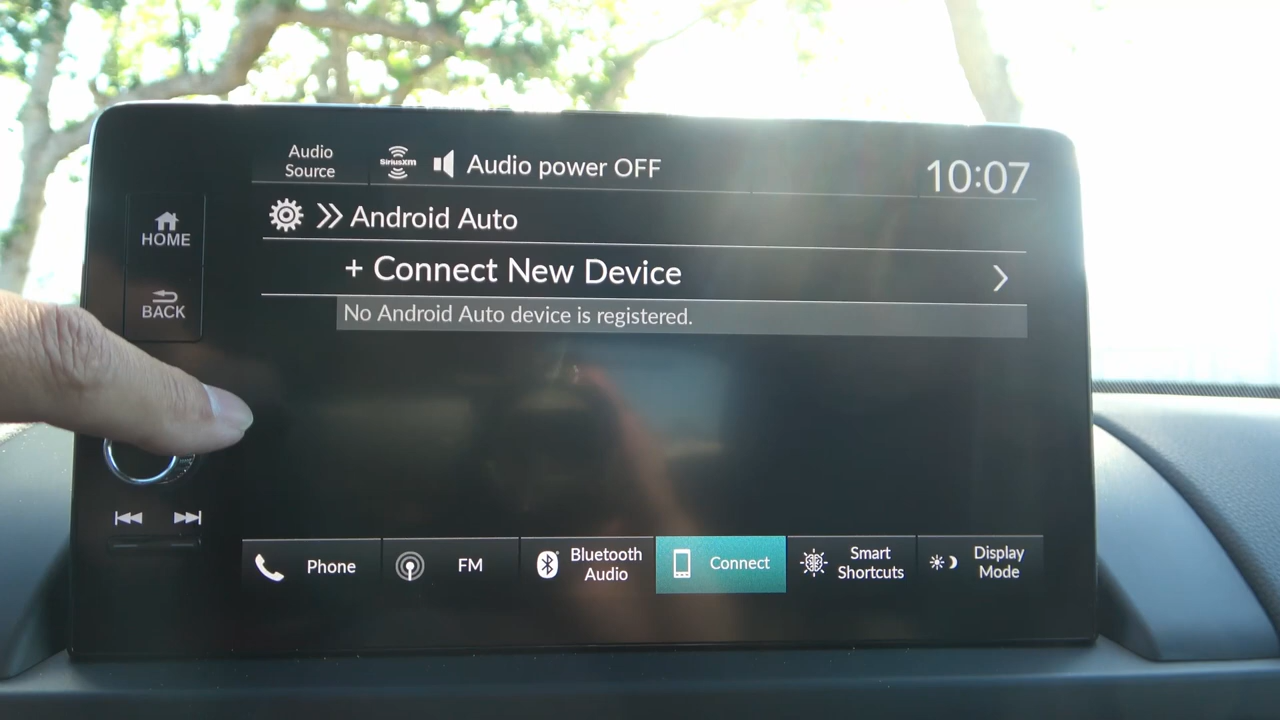 Audio
Source
SiriusXM
Audio power OFF
10:07
HOME
Android Auto
+ Connect New Device
BACK
No Android Auto device is registered.
Phone
FM
Bluetooth
Audio
Connect
Smart
Shortcuts
Display
Mode